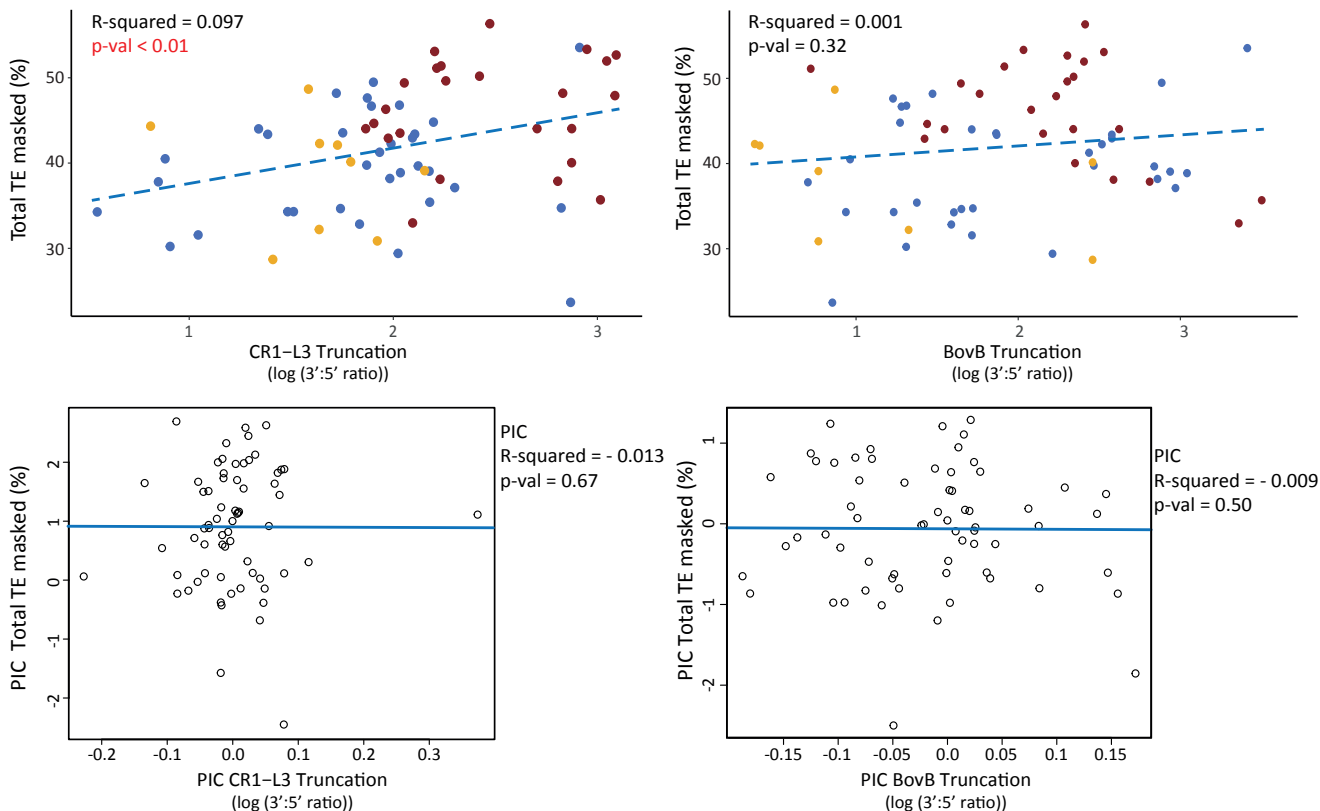 R-squared = 0.097
p-val < 0.01
Total TE masked (%)
50
40
30
1
2
3
CR1–L3 Truncation
(log (3':5' ratio))
R-squared = 0.001
p-val = 0.32
Total TE masked (%)
50
40
30
1
2
3
BovB Truncation
(log (3':5' ratio))
PIC
R-squared = - 0.013
p-val = 0.67
PIC Total TE masked (%)
2
1
0
-1
-2
-0.2
-0.1
0.0
0.1
0.2
0.3
PIC CR1–L3 Truncation
(log (3':5' ratio))
PIC
R-squared = - 0.009
p-val = 0.50
PIC Total TE masked (%)
1
0
-1
-2
-0.15
-0.10
-0.05
0.0
0.05
0.10
0.15
PIC BovB Truncation
(log (3':5' ratio))